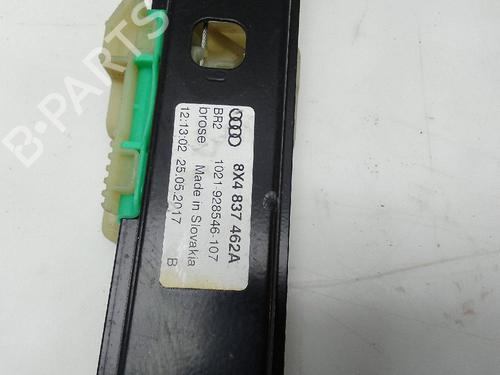 8X4 837 462A
BR2 1021.928546-107
brose Made in Slovakia
12:13:02 25.05.2017 B
B-PARTS